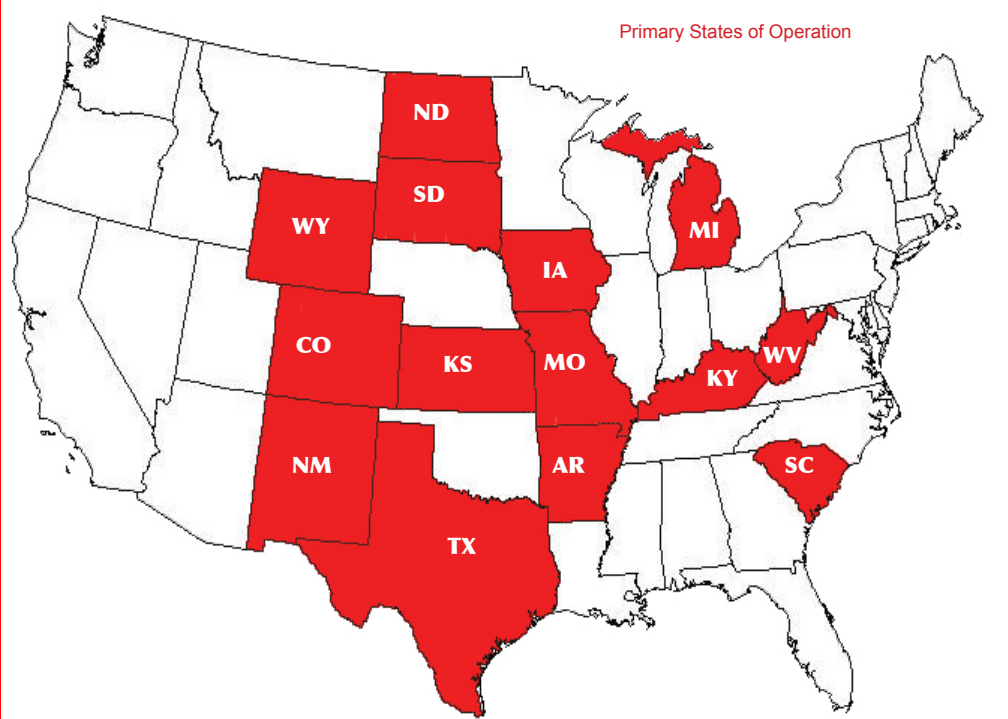 Primary States of Operation
ND
SD
WY
MI
IA
CO
KS
MO
WV
KY
NM
AR
SC
TX